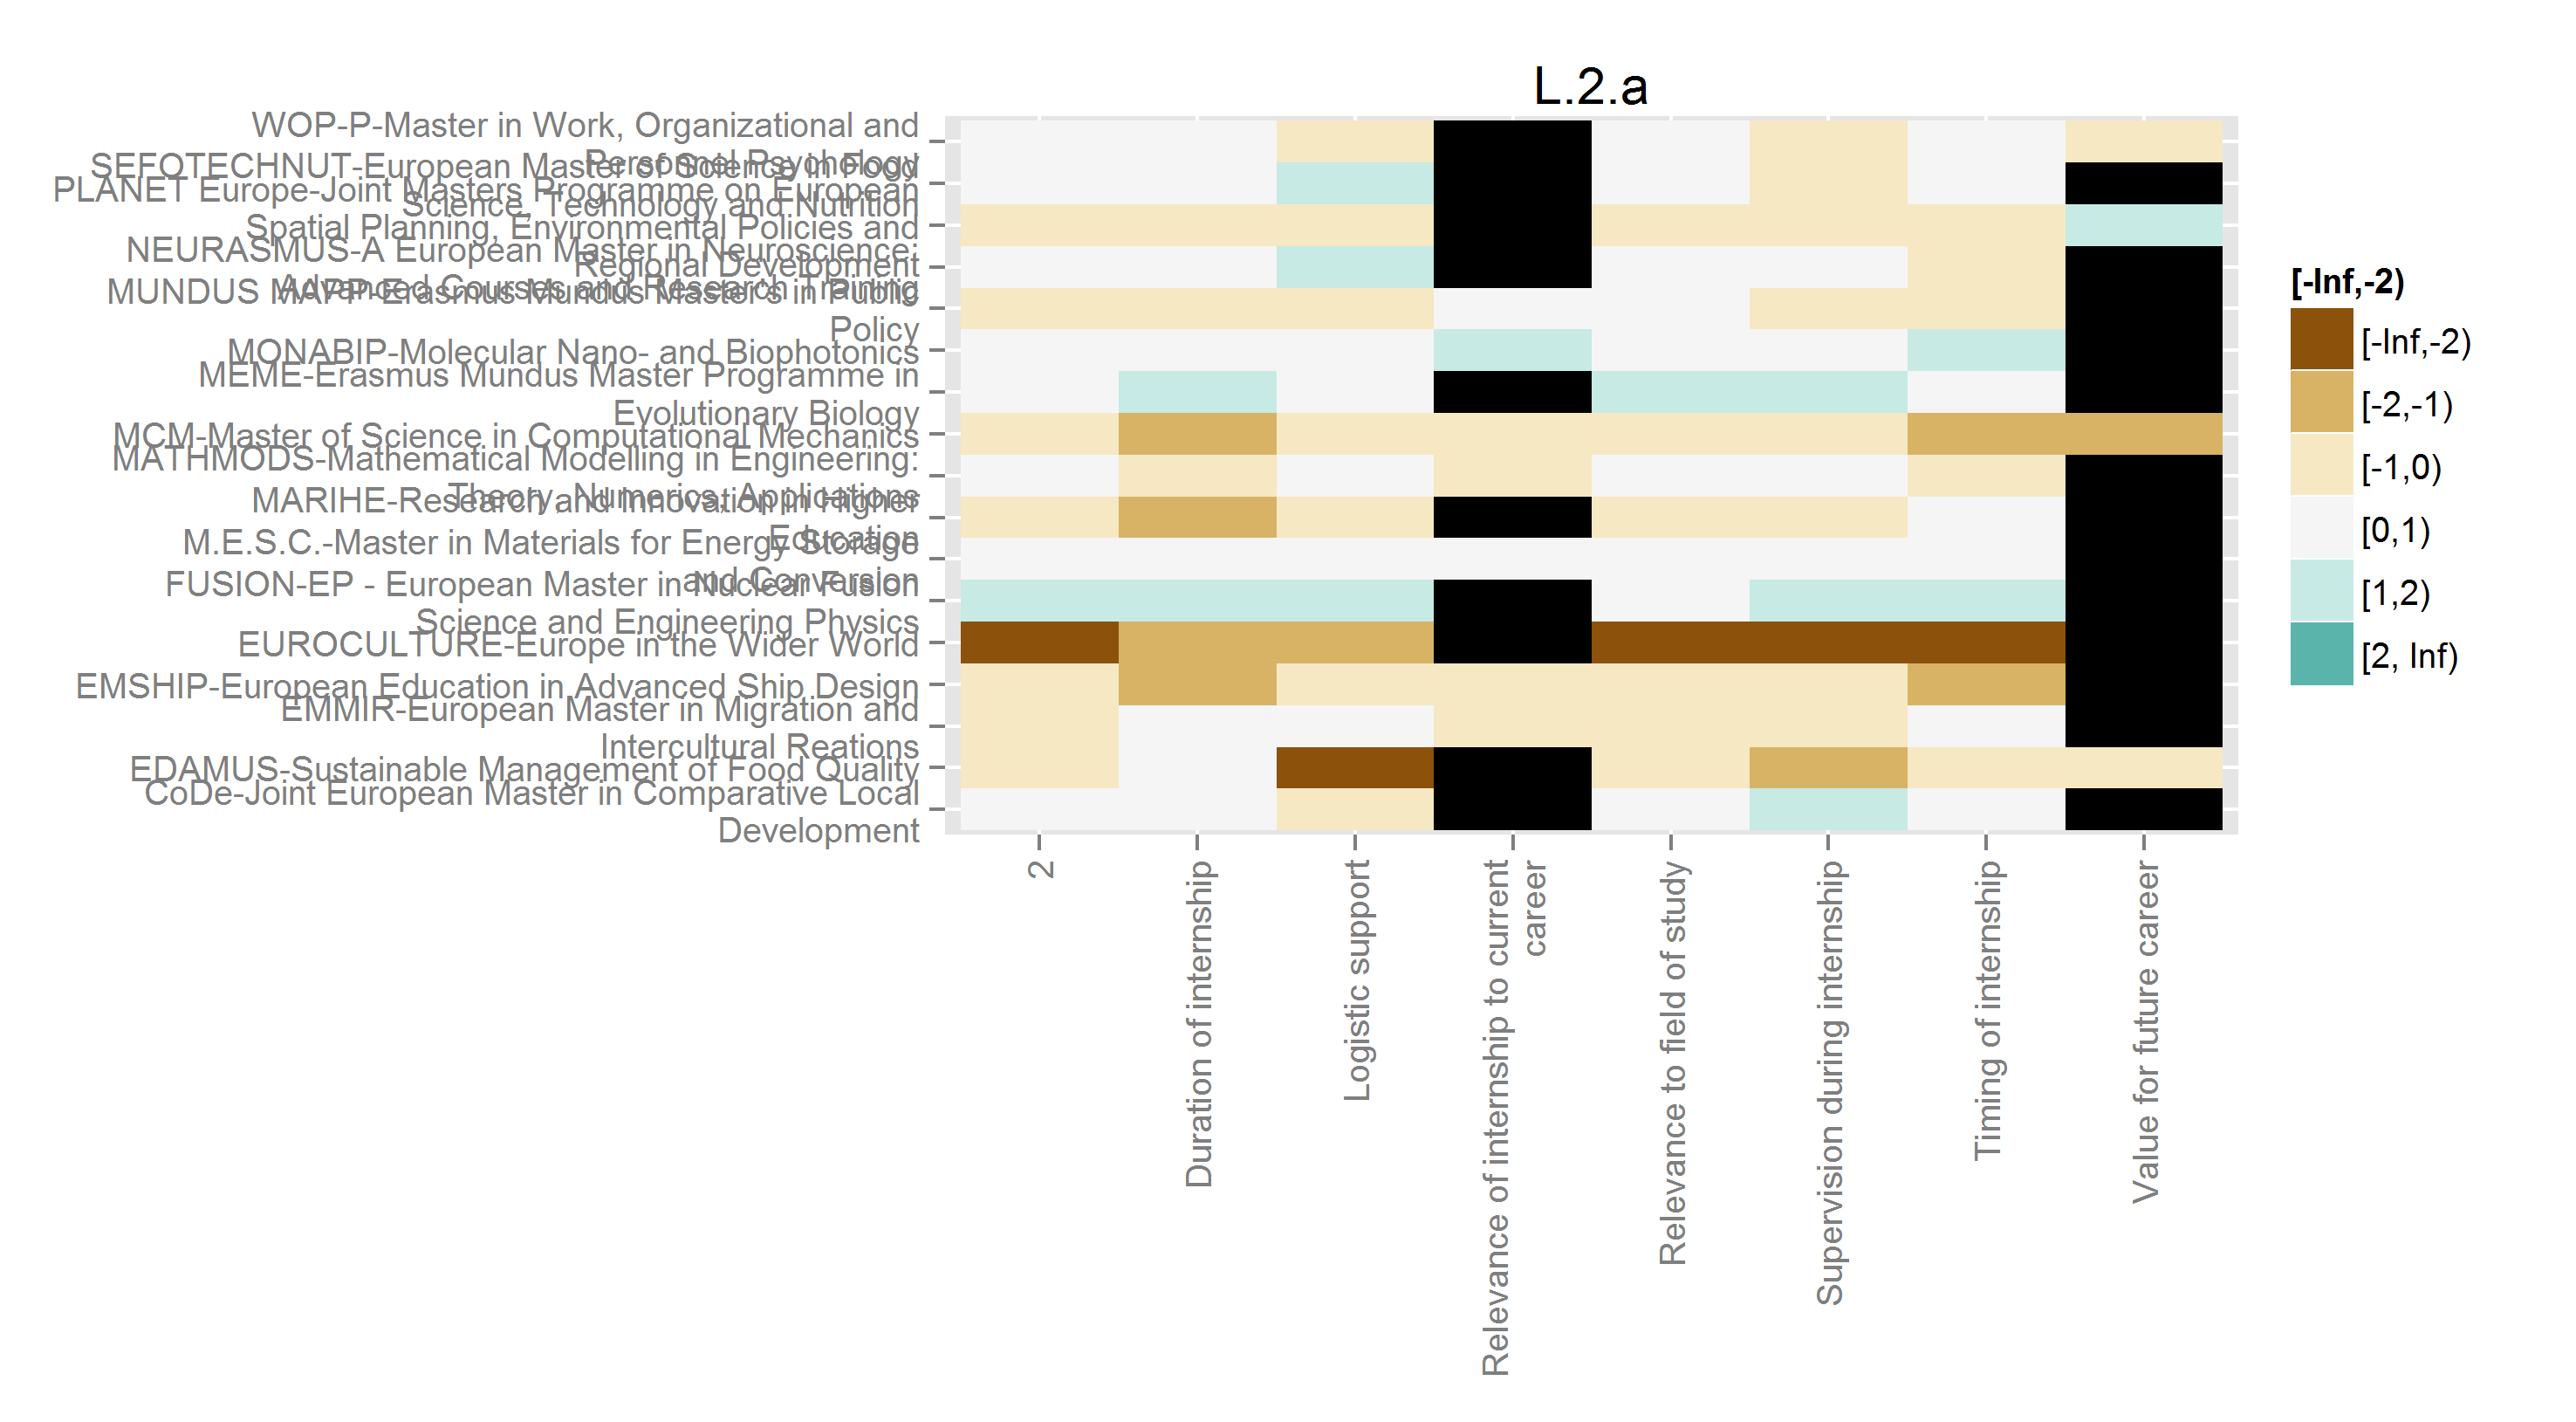 L.2.a
WOP-P-Master in Work, Organizational and
Personnel Psychology
SEFOTECHNUT-European Master of Science in Food
Science, Technology and Nutrition
PLANET Europe-Joint Masters Programme on European
Spatial Planning, Environmental Policies and
Regional Development
NEURASMUS-A European Master in Neuroscience:
Advanced Courses and Research Training
MUNDUS MAPP-Erasmus Mundus Master's in Public
Policy
MONABIP-Molecular Nano- and Biophotonics
MEME-Erasmus Mundus Master Programme in
Evolutionary Biology
MCM-Master of Science in Computational Mechanics
MATHMODS-Mathematical Modelling in Engineering:
Theory, Numerics, Applications
MARIHE-Research and Innovation in Higher
Education
M.E.S.C.-Master in Materials for Energy Storage
and Conversion
FUSION-EP - European Master in Nuclear Fusion
Science and Engineering Physics
EUROCULTURE-Europe in the Wider World
EMSHIP-European Education in Advanced Ship Design
EMMIR-European Master in Migration and
Intercultural Reations
EDAMUS-Sustainable Management of Food Quality
CoDe-Joint European Master in Comparative Local
Development
2
Duration of internship
Logistic support
Relevance of internship to current
career
Relevance to field of study
Supervision during internship
Timing of internship
Value for future career
[-Inf,-2)
[-Inf,-2)
[-2,-1)
[-1,0)
[0,1)
[1,2)
[2, Inf)